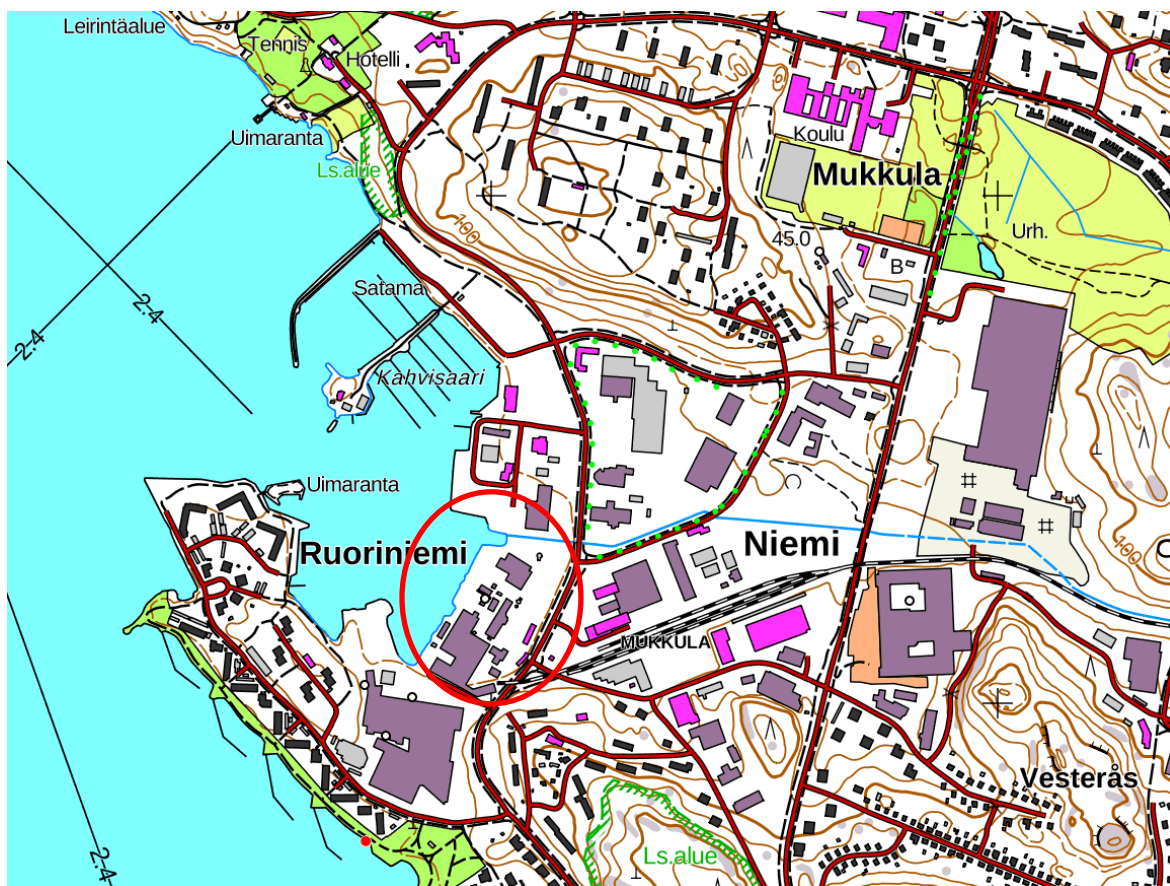 Leirintäalue
Tennis
Hotelli
Uimaranta
Koulu
Ls.alue
Mukkula
100
Urh.
45.0
B
Satama
2.4
2.4
Kahvisaari
Uimaranta
Ruoriniemi
Niemi
100
MUKKULA
Vesterås
Ls.alue
2.4